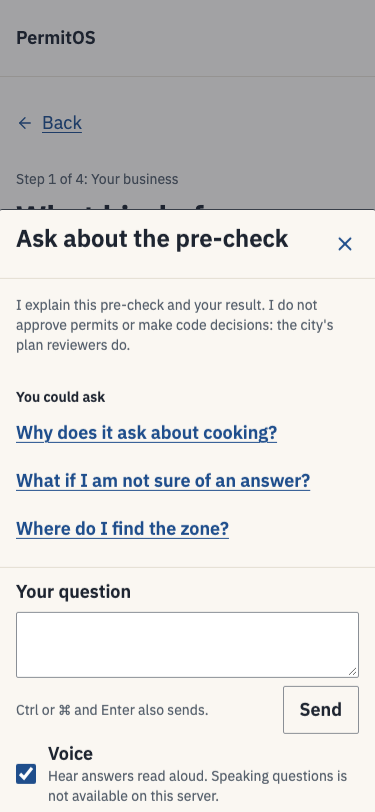 PermitOS
← Back
Step 1 of 4: Your business
Ask about the pre-check
I explain this pre-check and your result. I do not
approve permits or make code decisions: the city's
plan reviewers do.
You could ask
Why does it ask about cooking?
What if I am not sure of an answer?
Where do I find the zone?
Your question
Ctrl or ⌘ and Enter also sends.
Send
Voice
Hear answers read aloud. Speaking questions is
not available on this server.